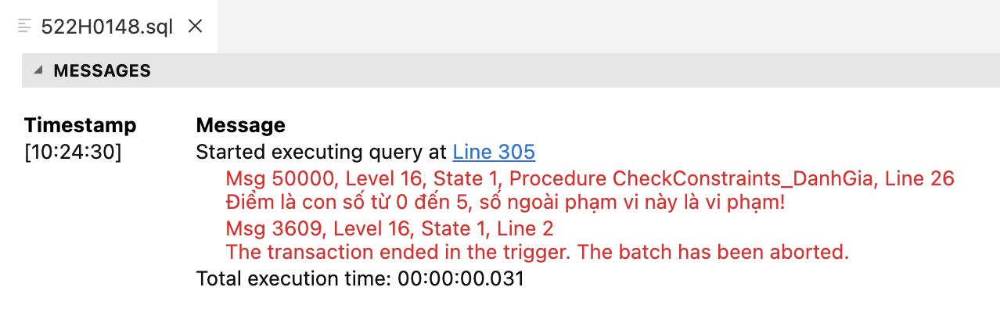 522H0148.sql
MESSAGES
Timestamp Message
[10:24:30] Started executing query at Line 305
Msg 50000, Level 16, State 1, Procedure CheckConstraints_DanhGia, Line 26
Điểm là con số từ 0 đến 5, số ngoài phạm vi này là vi phạm!
Msg 3609, Level 16, State 1, Line 2
The transaction ended in the trigger. The batch has been aborted.
Total execution time: 00:00:00.031